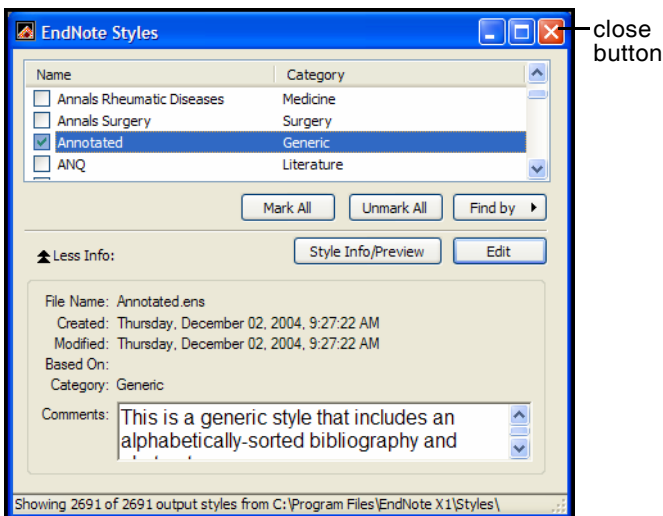 EndNote Styles
close
button
Name Category
Annals Rheumatic Diseases Medicine
Annals Surgery Surgery
Annotated Generic
ANQ Literature
Mark All Unmark All Find by
Less Info: Style Info/Preview Edit
File Name: Annotated.ens
Created: Thursday, December 02, 2004, 9:27:22 AM
Modified: Thursday, December 02, 2004, 9:27:22 AM
Based On:
Category: Generic
Comments: This is a generic style that includes an
alphabetically-sorted bibliography and
Showing 2691 of 2691 output styles from C:\Program Files\EndNote X1\Styles\